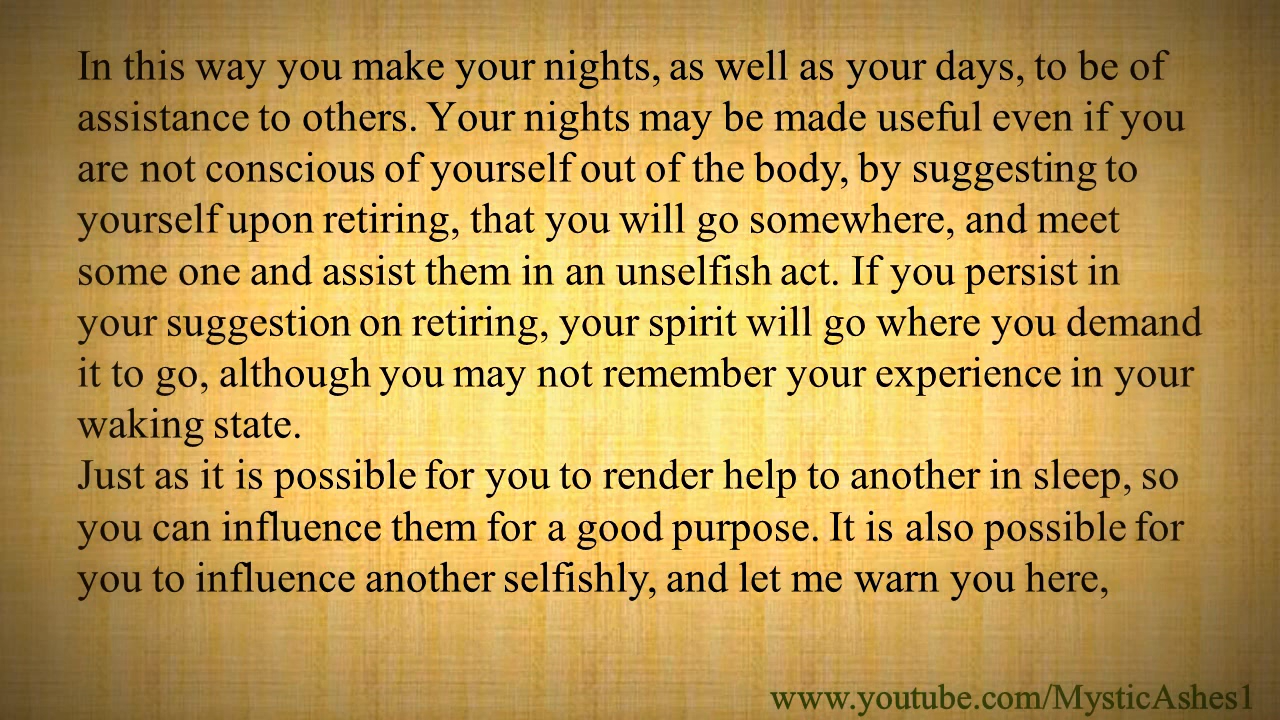 In this way you make your nights, as well as your days, to be of
assistance to others. Your nights may be made useful even if you
are not conscious of yourself out of the body, by suggesting to
yourself upon retiring, that you will go somewhere, and meet
some one and assist them in an unselfish act. If you persist in
your suggestion on retiring, your spirit will go where you demand
it to go, although you may not remember your experience in your
waking state.
Just as it is possible for you to render help to another in sleep, so
you can influence them for a good purpose. It is also possible for
you to influence another selfishly, and let me warn you here,
www.youtube.com/MysticAshes1